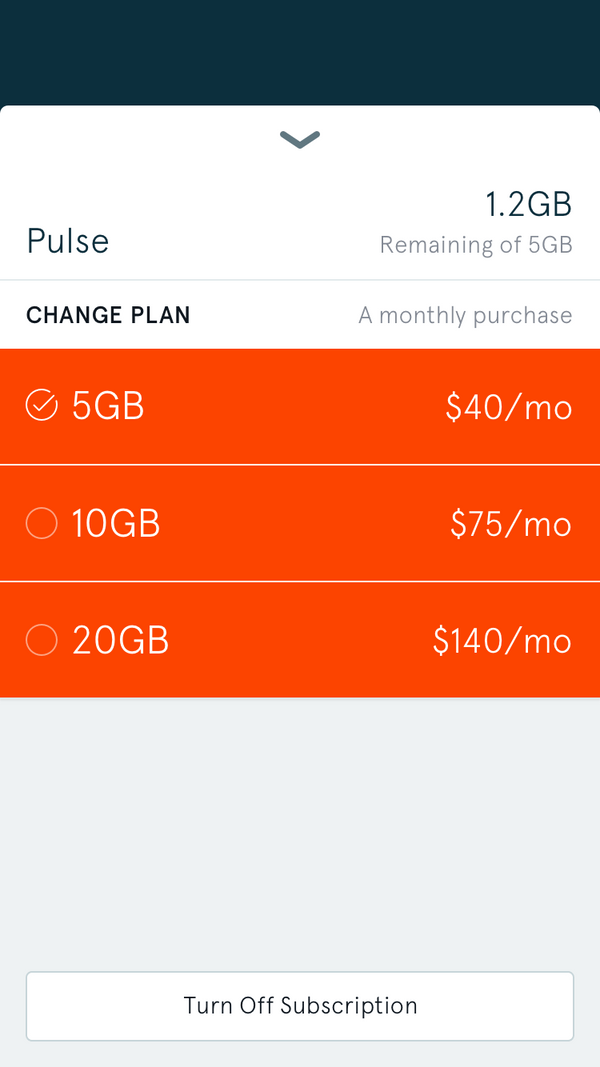 1.2GB
Pulse
Remaining of 5GB
CHANGE PLAN
A monthly purchase
5GB
$40/mo
10GB
$75/mo
20GB
$140/mo
Turn Off Subscription